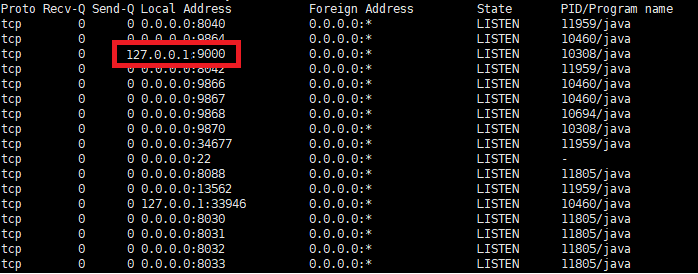 Proto Recv-Q Send-Q Local Address Foreign Address State PID/Program name
tcp 0 0 0.0.0.0:8040 0.0.0.0:* LISTEN 11959/java
tcp 0 0 0.0.0.0:9864 0.0.0.0:* LISTEN 10460/java
tcp 0 127.0.0.1:9000 0.0.0.0:* LISTEN 10308/java
tcp 0 0 0.0.0.0:8042 0.0.0.0:* LISTEN 11959/java
tcp 0 0 0.0.0.0:9866 0.0.0.0:* LISTEN 10460/java
tcp 0 0 0.0.0.0:9867 0.0.0.0:* LISTEN 10460/java
tcp 0 0 0.0.0.0:9868 0.0.0.0:* LISTEN 10694/java
tcp 0 0 0.0.0.0:9870 0.0.0.0:* LISTEN 10308/java
tcp 0 0 0.0.0.0:34677 0.0.0.0:* LISTEN 11959/java
tcp 0 0 0.0.0.0:22 0.0.0.0:* LISTEN -
tcp 0 0 0.0.0.0:8088 0.0.0.0:* LISTEN 11805/java
tcp 0 0 0.0.0.0:13562 0.0.0.0:* LISTEN 11959/java
tcp 0 0 127.0.0.1:33946 0.0.0.0:* LISTEN 10460/java
tcp 0 0 0.0.0.0:8030 0.0.0.0:* LISTEN 11805/java
tcp 0 0 0.0.0.0:8031 0.0.0.0:* LISTEN 11805/java
tcp 0 0 0.0.0.0:8032 0.0.0.0:* LISTEN 11805/java
tcp 0 0 0.0.0.0:8033 0.0.0.0:* LISTEN 11805/java